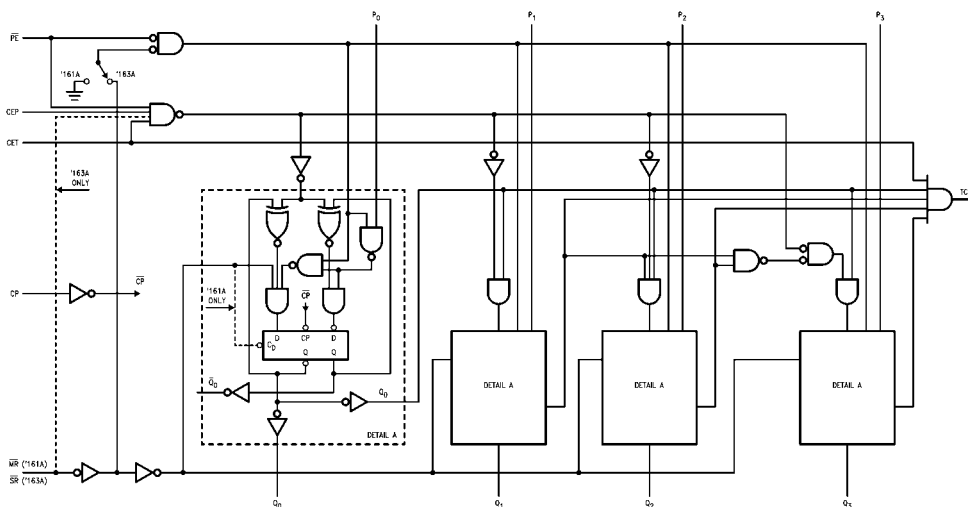 P0
P1
P2
P3
PE
'161A
'163A
CEP
CET
TC
'163A
ONLY
CP
CP
'161A
ONLY
CP
D
CP
D
CD
Q
Q
DETAIL A
DETAIL A
DETAIL A
Q0
Q0
DETAIL A
MR ('161A)
SR ('163A)
Q0
Q1
Q2
Q3